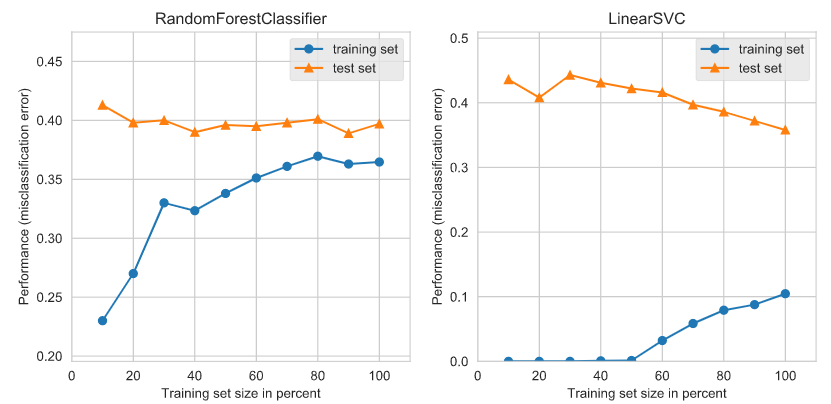 RandomForestClassifier
training set
test set
0.45
0.40
0.35
0.30
0.25
0.20
Performance (misclassification error)
0 20 40 60 80 100
Training set size in percent
LinearSVC
training set
test set
0.5
0.4
0.3
0.2
0.1
0.0
Performance (misclassification error)
0 20 40 60 80 100
Training set size in percent